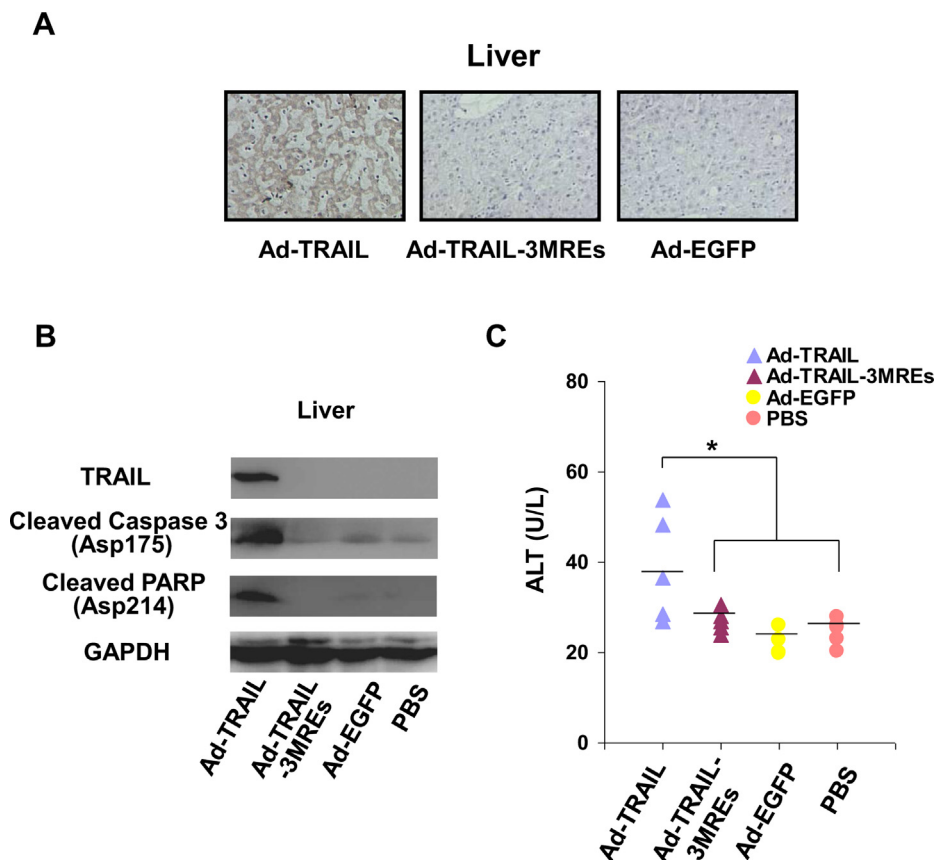 A
Liver
Ad-TRAIL
Ad-TRAIL-3MREs
Ad-EGFP
B
Liver
TRAIL
Cleaved Caspase 3
(Asp175)
Cleaved PARP
(Asp214)
GAPDH
Ad-TRAIL
Ad-TRAIL
-3MREs
Ad-EGFP
PBS
C
Ad-TRAIL
Ad-TRAIL-3MREs
Ad-EGFP
PBS
80
60
40
20
0
ALT (U/L)
*
Ad-TRAIL
Ad-TRAIL-
3MREs
Ad-EGFP
PBS